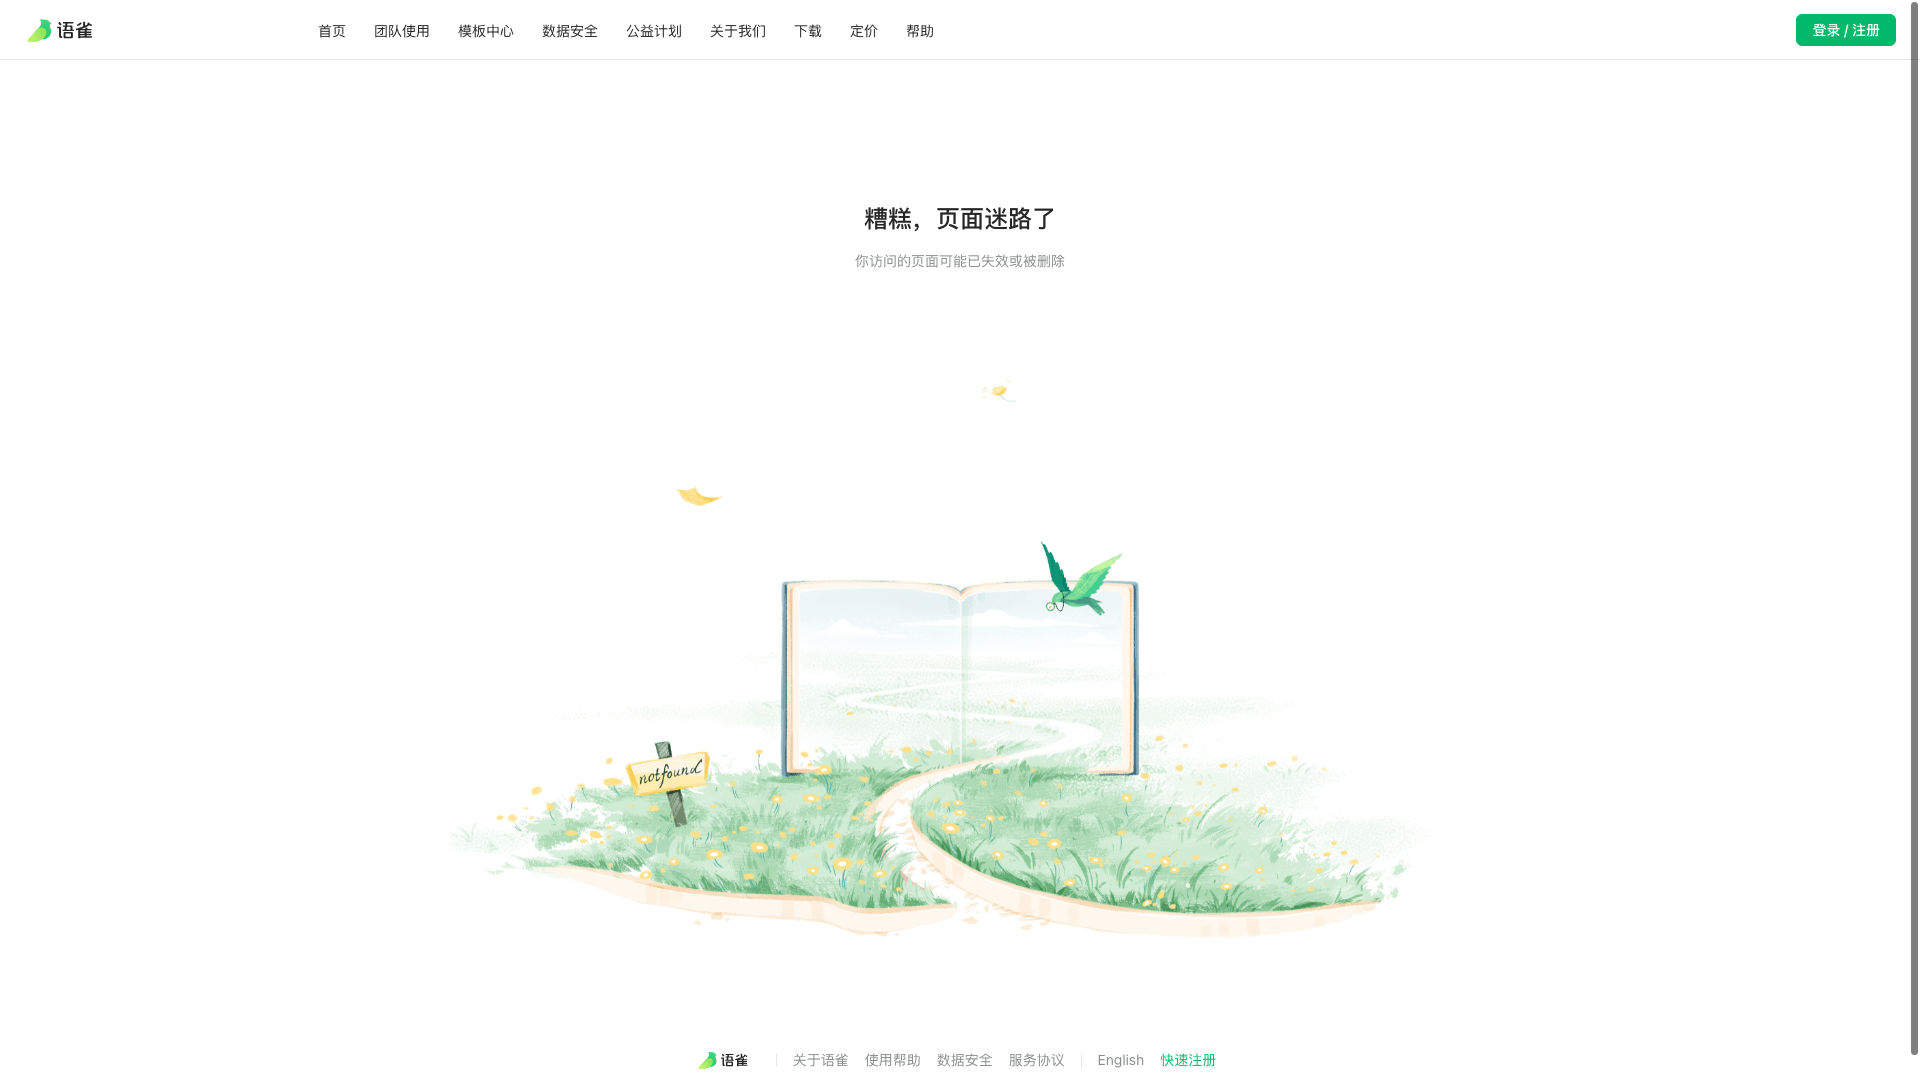 语雀 首页 团队使用 模板中心 数据安全 公益计划 关于我们 下载 定价 帮助 登录 / 注册
糟糕，页面迷路了
你访问的页面可能已失效或被删除
notfound
语雀 关于语雀 使用帮助 数据安全 服务协议 English 快速注册